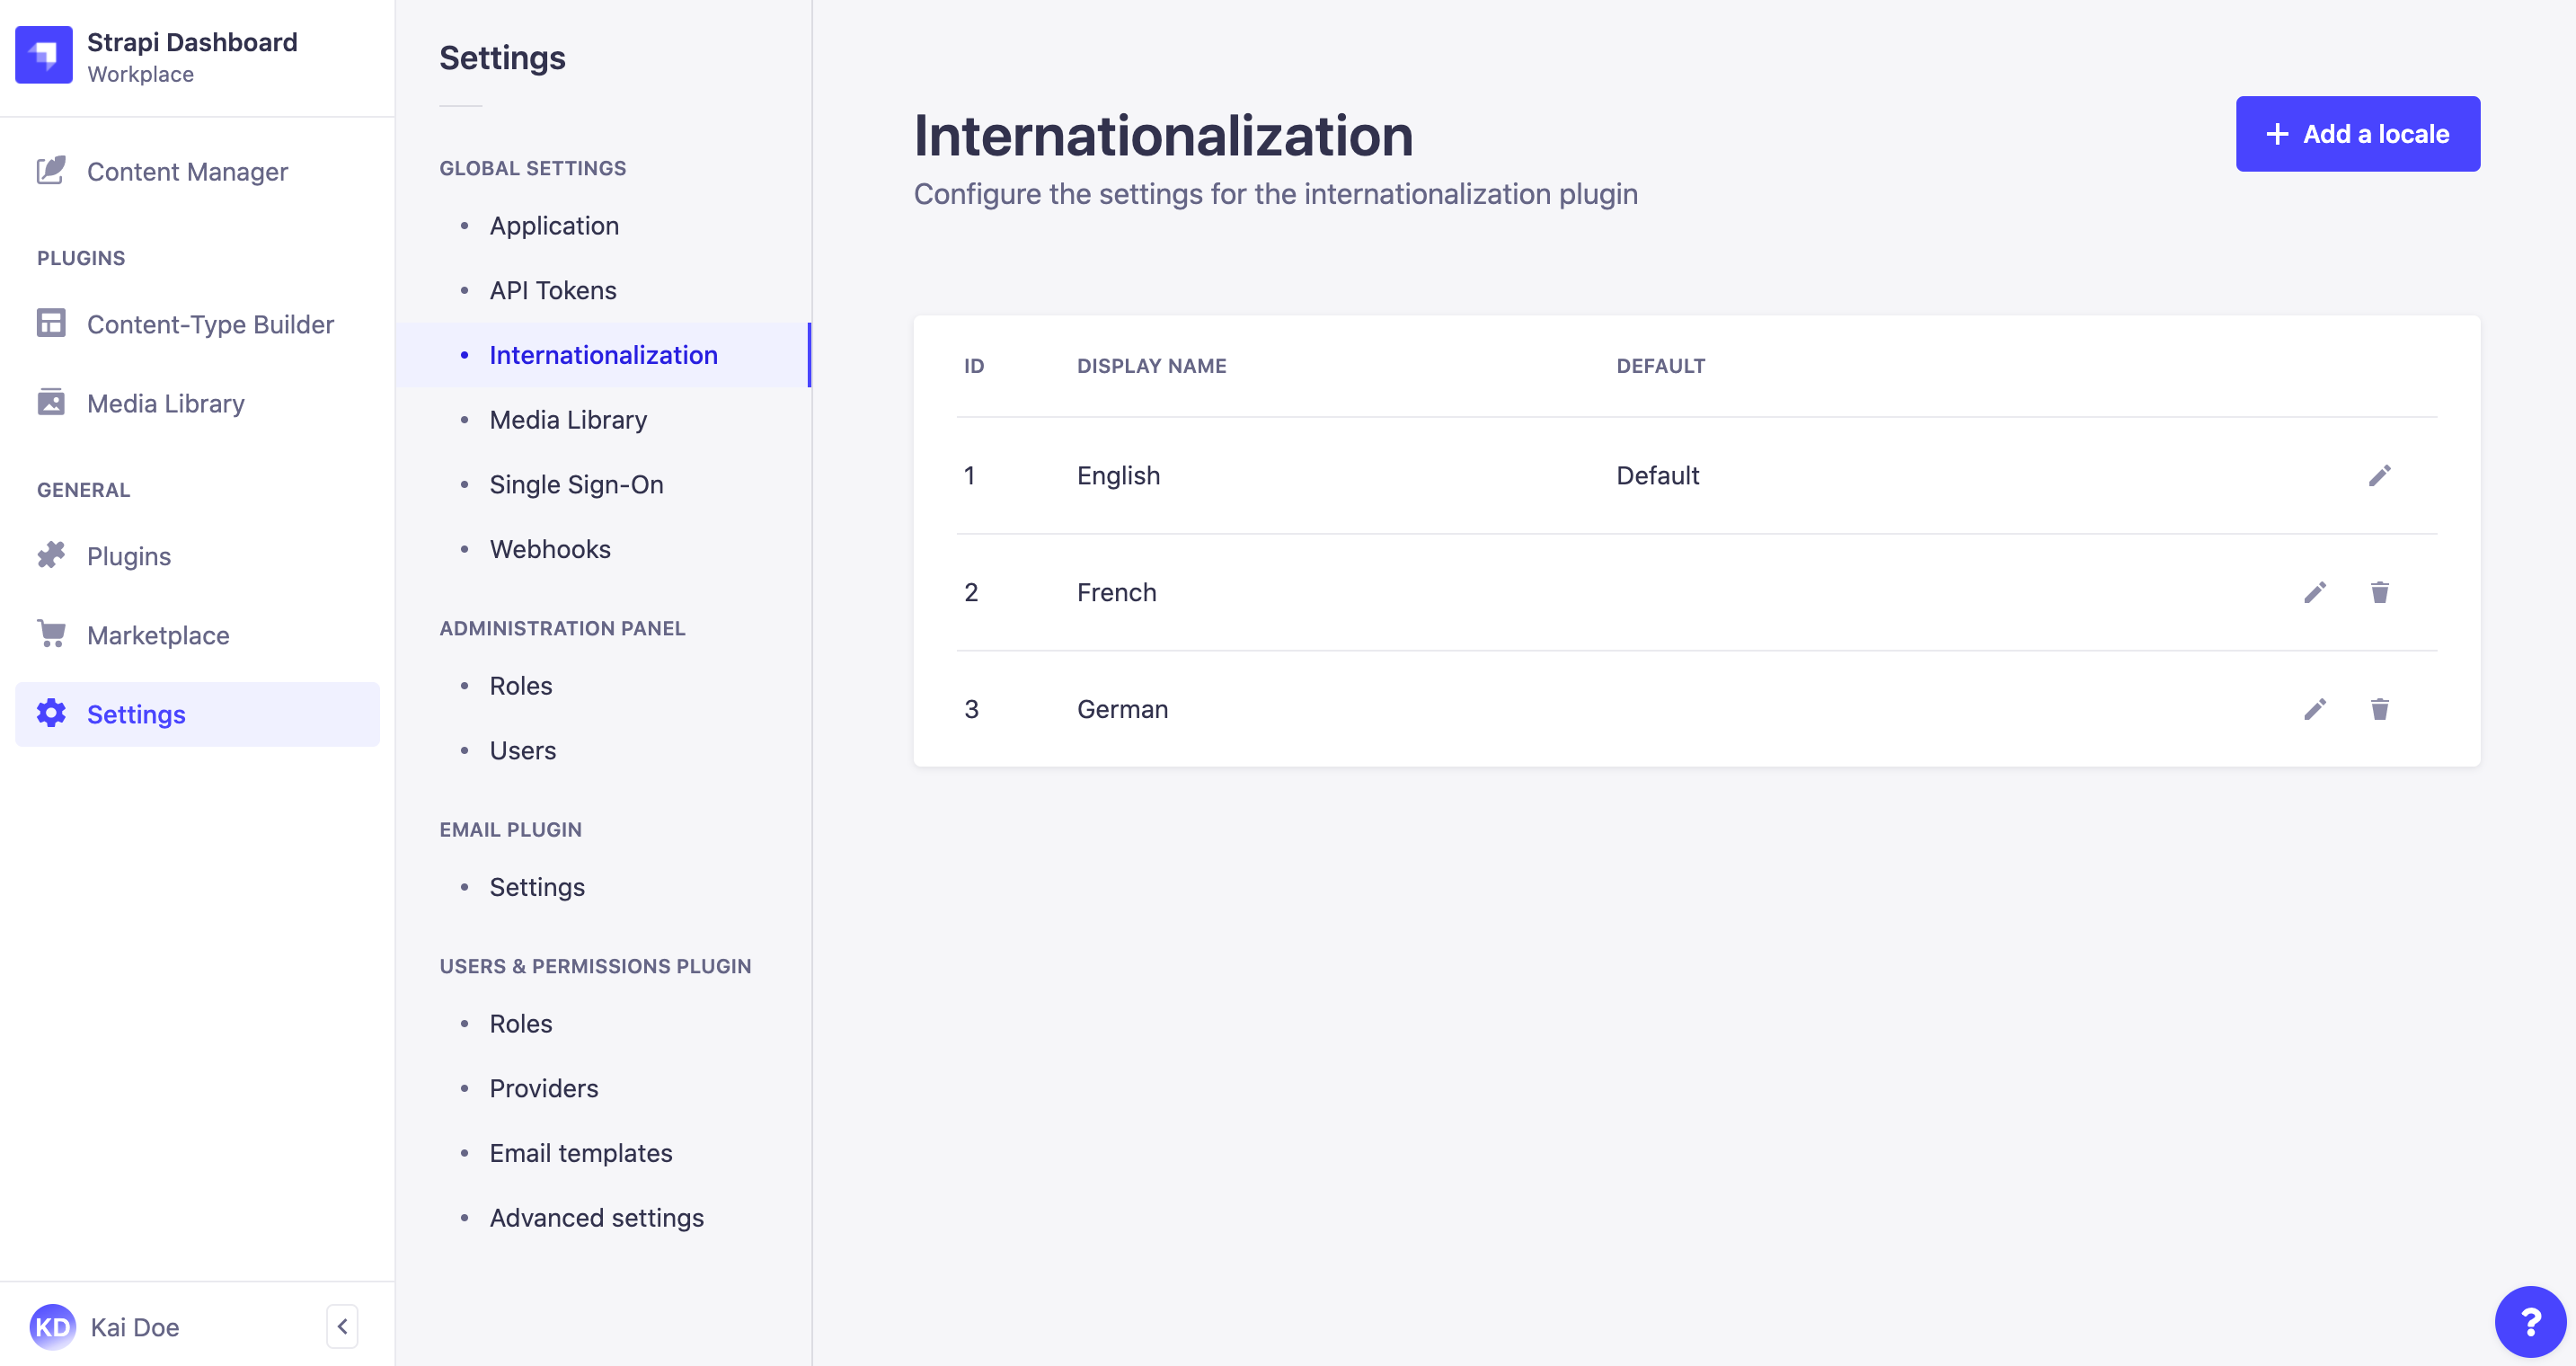 Strapi Dashboard
Workplace
Content Manager
PLUGINS
Content-Type Builder
Media Library
GENERAL
Plugins
Marketplace
Settings
KD Kai Doe
Settings
GLOBAL SETTINGS
Application
API Tokens
Internationalization
Media Library
Single Sign-On
Webhooks
ADMINISTRATION PANEL
Roles
Users
EMAIL PLUGIN
Settings
USERS & PERMISSIONS PLUGIN
Roles
Providers
Email templates
Advanced settings
Internationalization
Configure the settings for the internationalization plugin
+ Add a locale
ID DISPLAY NAME DEFAULT
1 English Default
2 French
3 German
?